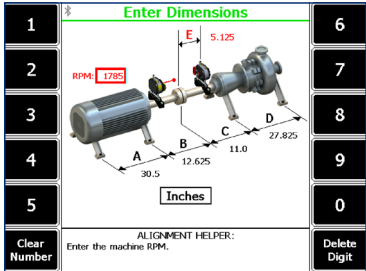 Enter Dimensions
1
2
3
4
5
Clear
Number
6
7
8
9
0
Delete
Digit
E
5.125
RPM: 1785
A
B
C
D
30.5
12.625
11.0
27.825
Inches
ALIGNMENT HELPER:
Enter the machine RPM.